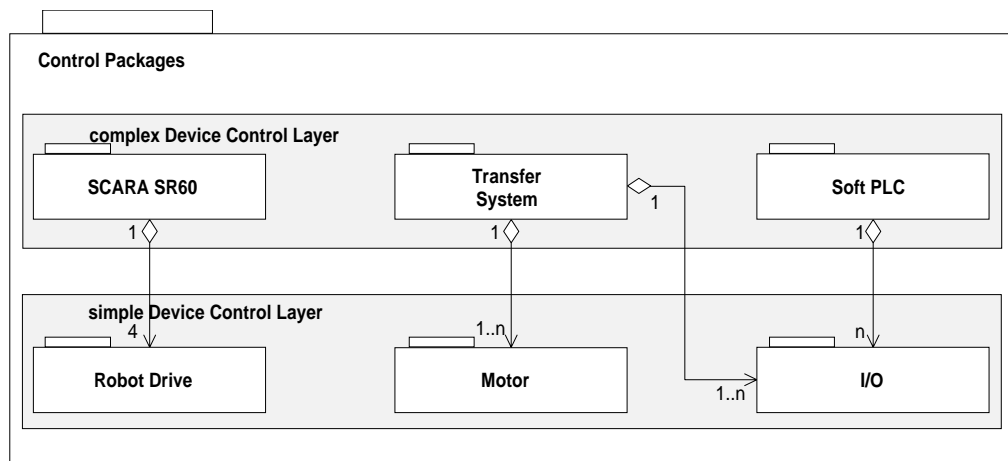 Control Packages
complex Device Control Layer
SCARA SR60
Transfer
System
Soft PLC
1
1
1
1
simple Device Control Layer
4
1..n
n
Robot Drive
Motor
I/O
1..n